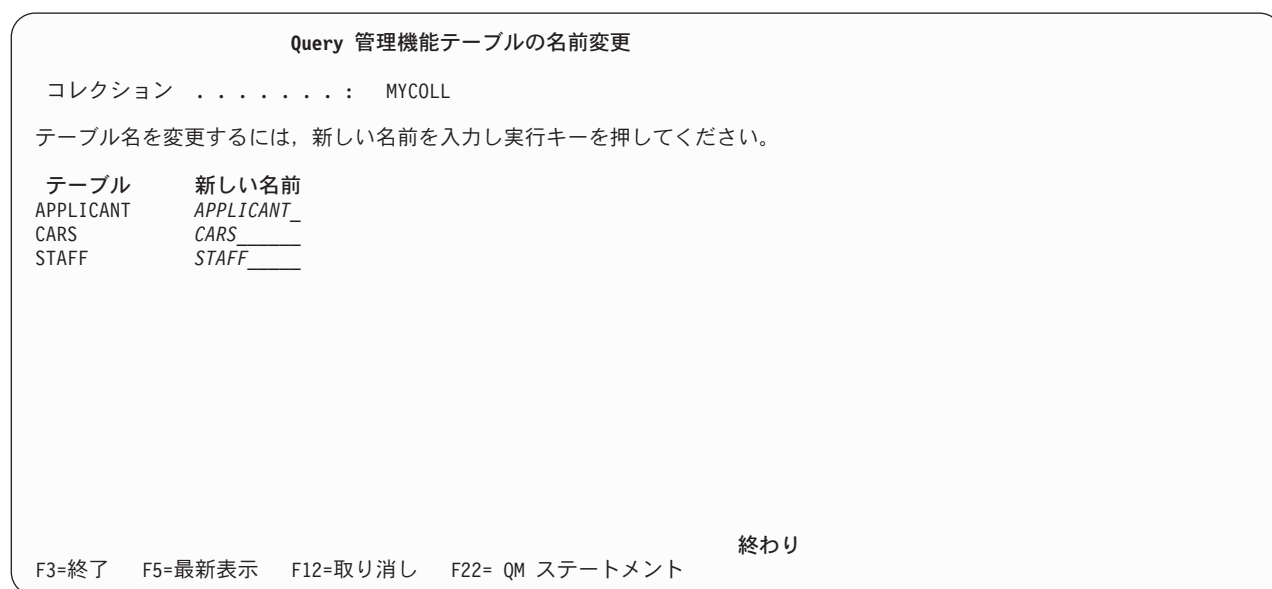 Query 管理機能テーブルの名前変更
コレクション . . . . . . . : MYCOLL
テーブル名を変更するには，新しい名前を入力し実行キーを押してください。
テーブル 新しい名前
APPLICANT APPLICANT_
CARS CARS______
STAFF STAFF_____
終わり
F3=終了 F5=最新表示 F12=取り消し F22= QM ステートメント